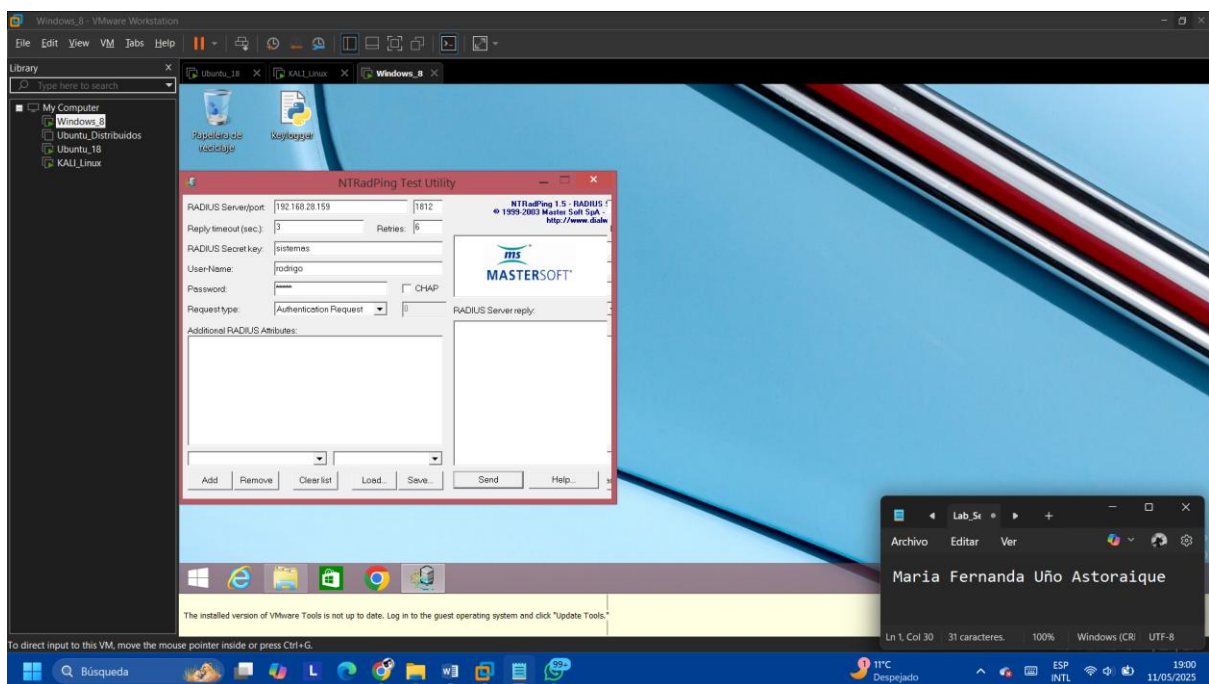 Windows_8 - VMware Workstation
File Edit View VM Tabs Help
Library
Type here to search
My Computer
Windows_8
Ubuntu_Distribuidos
Ubuntu_18
KALI_Linux
Ubuntu_18 KALI_Linux Windows_8
Papelera de reciclaje
Keylogger
NTRadPing Test Utility
RADIUS Server/port: 192.168.28.159 1812
Reply timeout (sec.): 3 Retries: 6
RADIUS Secret key: sistemas
User-Name: rodrigo
Password: ***** CHAP
Request type: Authentication Request 0
Additional RADIUS Attributes:
Add Remove Clear list Load... Save...
NTRadPing 1.5 - RADIUS
© 1999-2003 Master Soft SpA -
http://www.dialw
ms
MASTERSOFT
RADIUS Server reply:
Send Help...
The installed version of VMware Tools is not up to date. Log in to the guest operating system and click "Update Tools."
To direct input to this VM, move the mouse pointer inside or press Ctrl+G.
Lab_Se
Archivo Editar Ver
Maria Fernanda Uño Astoraique
Ln 1, Col 30 31 caracteres. 100% Windows (CRl UTF-8
Búsqueda
99+
1
11°C
Despejado
ESP
INTL
19:00
11/05/2025